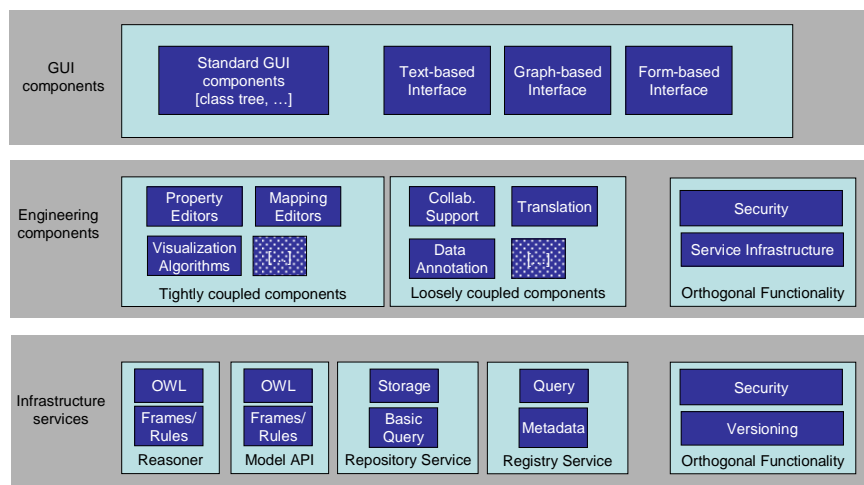 GUI
components
Standard GUI
components
[class tree, …]
Text-based
Interface
Graph-based
Interface
Form-based
Interface
Engineering
components
Property
Editors
Mapping
Editors
Visualization
Algorithms
[…]
Tightly coupled components
Collab.
Support
Translation
Data
Annotation
[…]
Loosely coupled components
Security
Service Infrastructure
Orthogonal Functionality
Infrastructure
services
OWL
Frames/
Rules
Reasoner
OWL
Frames/
Rules
Model API
Storage
Basic
Query
Repository Service
Query
Metadata
Registry Service
Security
Versioning
Orthogonal Functionality